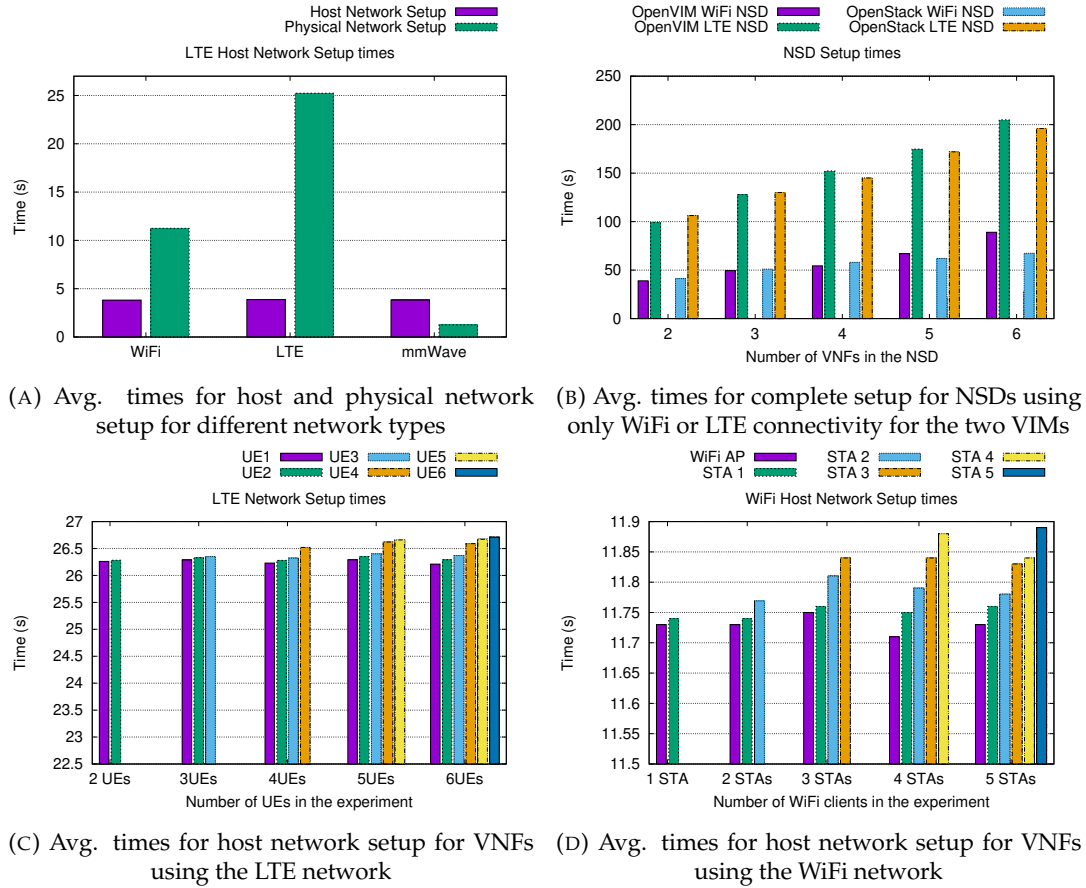 Host Network Setup
Physical Network Setup
LTE Host Network Setup times
25
20
15
10
5
0
Time (s)
WiFi LTE mmWave
(A) Avg. times for host and physical network
setup for different network types
OpenVIM WiFi NSD OpenStack WiFi NSD
OpenVIM LTE NSD OpenStack LTE NSD
NSD Setup times
250
200
150
100
50
0
Time (s)
2 3 4 5 6
Number of VNFs in the NSD
(B) Avg. times for complete setup for NSDs using
only WiFi or LTE connectivity for the two VIMs
UE1 UE3 UE5
UE2 UE4 UE6
LTE Network Setup times
27
26.5
26
25.5
25
24.5
24
23.5
23
22.5
Time (s)
2 UEs 3UEs 4UEs 5UEs 6UEs
Number of UEs in the experiment
(C) Avg. times for host network setup for VNFs
using the LTE network
WiFi AP STA 2 STA 4
STA 1 STA 3 STA 5
WiFi Host Network Setup times
11.9
11.85
11.8
11.75
11.7
11.65
11.6
11.55
11.5
Time (s)
1 STA 2 STAs 3 STAs 4 STAs 5 STAs
Number of WiFi clients in the experiment
(D) Avg. times for host network setup for VNFs
using the WiFi network